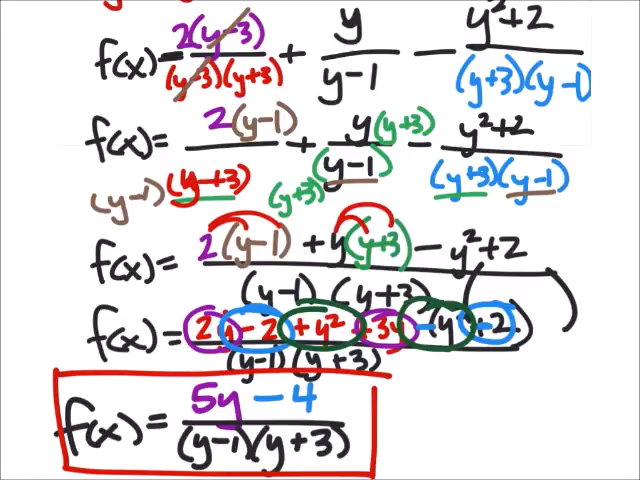 f(x) = 2(y-3)/(y-3)(y+3) + y/(y-1) - y²+2/(y+3)(y-1)
f(x) = 2(y-1)/(y-1)(y+3) + y(y+3)/(y+3)(y-1) - y²+2/(y+3)(y-1)
f(x) = 2(y-1) + y(y+3) - y²+2/(y-1)(y+3)
f(x) = 2y - 2 + y² + 3y - (y² + 2)/(y-1)(y+3)
f(x) = 5y - 4/(y-1)(y+3)